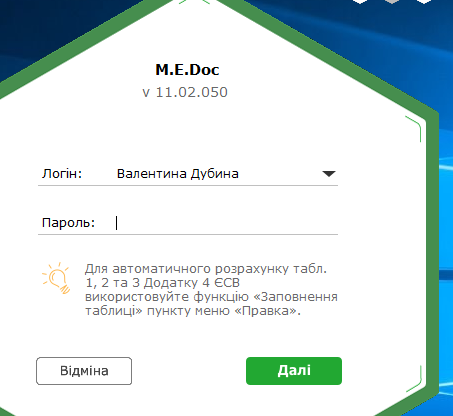 M.E.Doc
v 11.02.050
Логін: Валентина Дубина
Пароль:
Для автоматичного розрахунку табл.
1, 2 та 3 Додатку 4 ЄСВ
використовуйте функцію «Заповнення
таблиці» пункту меню «Правка».
Відміна Далі